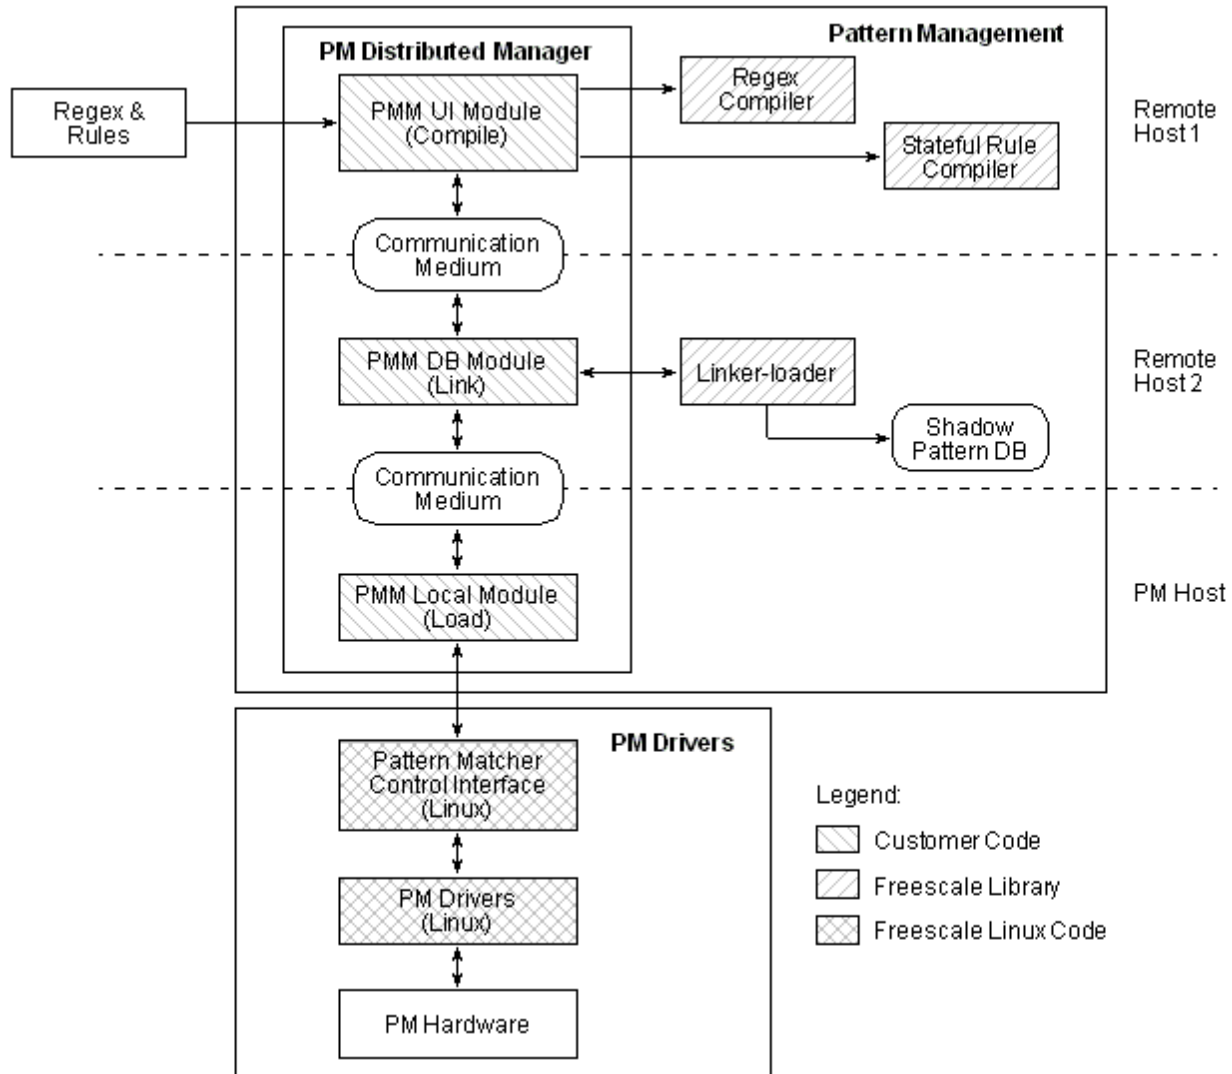 Pattern Management
PM Distributed Manager
Regex &
Rules
PMM UI Module
(Compile)
Regex
Compiler
Stateful Rule
Compiler
Remote
Host 1
Communication
Medium
PMM DB Module
(Link)
Linker-loader
Shadow
Pattern DB
Remote
Host 2
Communication
Medium
PMM Local Module
(Load)
PM Host
PM Drivers
Pattern Matcher
Control Interface
(Linux)
PM Drivers
(Linux)
PM Hardware
Legend:
Customer Code
Freescale Library
Freescale Linux Code